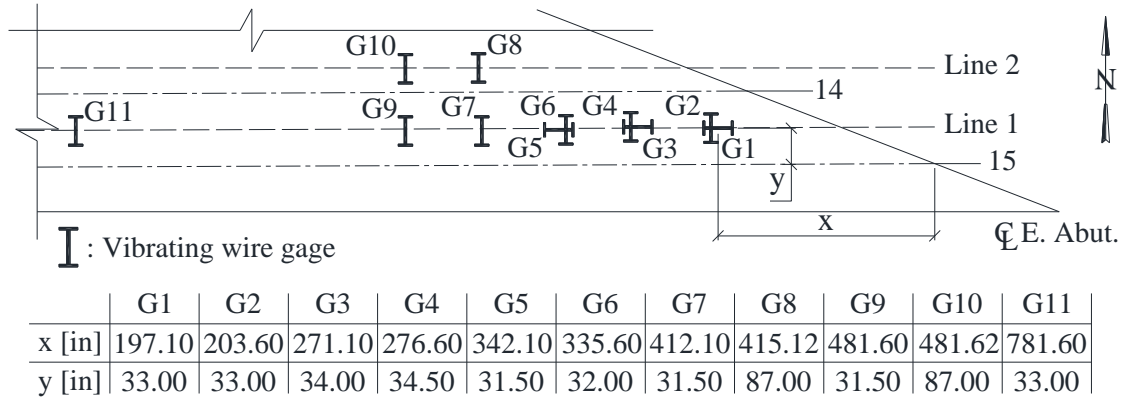 G10 G8
Line 2
14
G11 G9 G7 G6 G4 G2
Line 1
G5 G3 G1
15
y
x
N
℄ E. Abut.
: Vibrating wire gage
G1 G2 G3 G4 G5 G6 G7 G8 G9 G10 G11
x [in] 197.10 203.60 271.10 276.60 342.10 335.60 412.10 415.12 481.60 481.62 781.60
y [in] 33.00 33.00 34.00 34.50 31.50 32.00 31.50 87.00 31.50 87.00 33.00